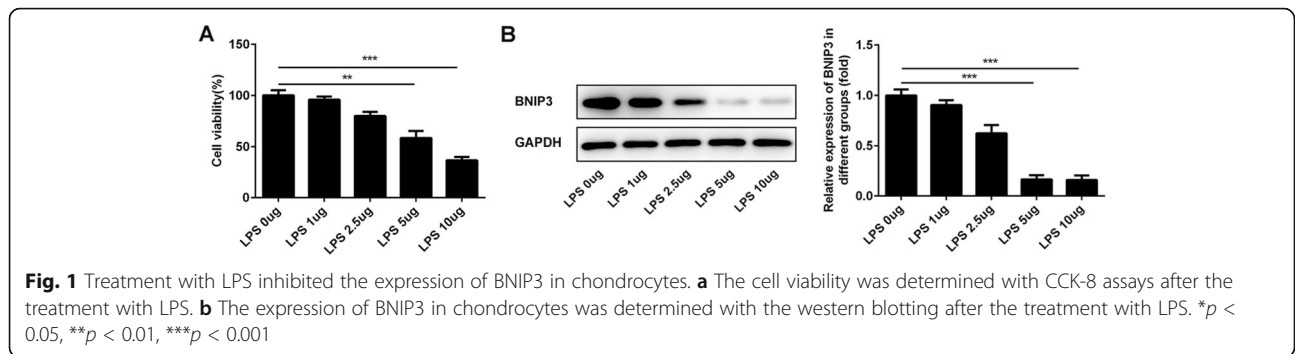 A
Cell viability(%)
150
100
50
0
***
**
LPS 0ug
LPS 1ug
LPS 2.5ug
LPS 5ug
LPS 10ug
B
BNIP3
GAPDH
LPS 0ug
LPS 1ug
LPS 2.5ug
LPS 5ug
LPS 10ug
Relative expression of BNIP3 in
different groups (fold)
1.5
1.0
0.5
0.0
***
***
LPS 0ug
LPS 1ug
LPS 2.5ug
LPS 5ug
LPS 10ug
Fig. 1 Treatment with LPS inhibited the expression of BNIP3 in chondrocytes. a The cell viability was determined with CCK-8 assays after the
treatment with LPS. b The expression of BNIP3 in chondrocytes was determined with the western blotting after the treatment with LPS. *p <
0.05, **p < 0.01, ***p < 0.001